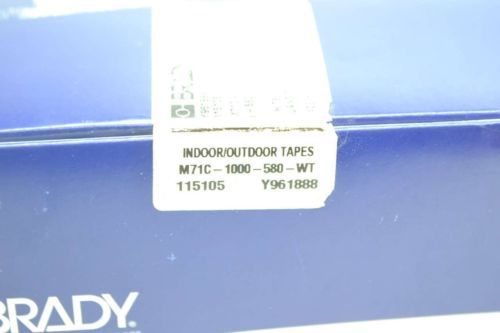 INDOOR/OUTDOOR TAPES
M71C-1000-580-WT
115105 Y961888
BRADY.